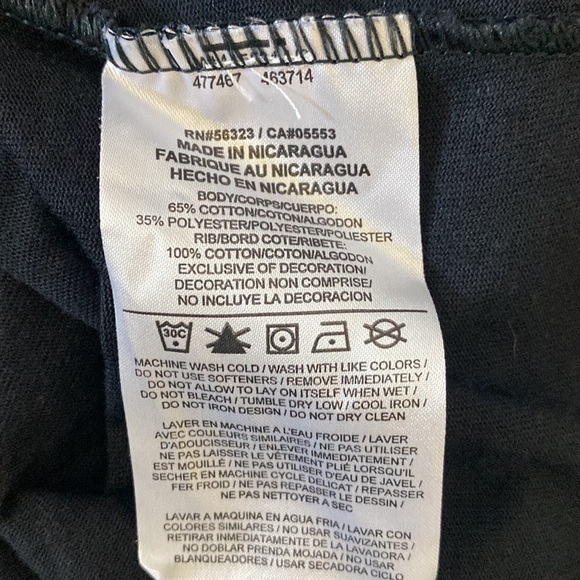 477467 463714
RN#56323 / CA#05553
MADE IN NICARAGUA
FABRIQUE AU NICARAGUA
HECHO EN NICARAGUA
BODY/CORPS/CUERPO:
65% COTTON/COTON/ALGODON
35% POLYESTER/POLYESTER/POLIESTER
RIB/BORD COTE/RIBETE:
100% COTTON/COTON/ALGODON
EXCLUSIVE OF DECORATION/
DECORATION NON COMPRISE/
NO INCLUYE LA DECORACION
30C
MACHINE WASH COLD / WASH WITH LIKE COLORS /
DO NOT USE SOFTENERS / REMOVE IMMEDIATELY /
DO NOT ALLOW TO LAY ON ITSELF WHEN WET /
DO NOT BLEACH / TUMBLE DRY LOW / COOL IRON /
DO NOT IRON DESIGN / DO NOT DRY CLEAN
LAVER EN MACHINE A L'EAU FROIDE / LAVER
AVEC COULEURS SIMILAIRES / NE PAS UTILISER
D'ADOUCISSEUR / ENLEVER IMMEDIATEMENT /
NE PAS LAISSER LE VÊTEMENT PLIÉ LORSQU'IL
EST MOUILLÉ / NE PAS UTILISER D'EAU DE JAVEL /
SECHER EN MACHINE CYCLE DELICAT / REPASSER
FER FROID / NE PAS REPASSER LE DESSIN /
NE PAS NETTOYER A SEC
LAVAR A MAQUINA EN AGUA FRIA / LAVAR CON
COLORES SIMILARES / NO USAR SUAVIZANTES /
RETIRAR INMEDIATAMENTE DE LA LAVADORA /
NO DOBLAR PRENDA MOJADA / NO USAR
BLANQUEADORES / USAR SECADORA CICLO